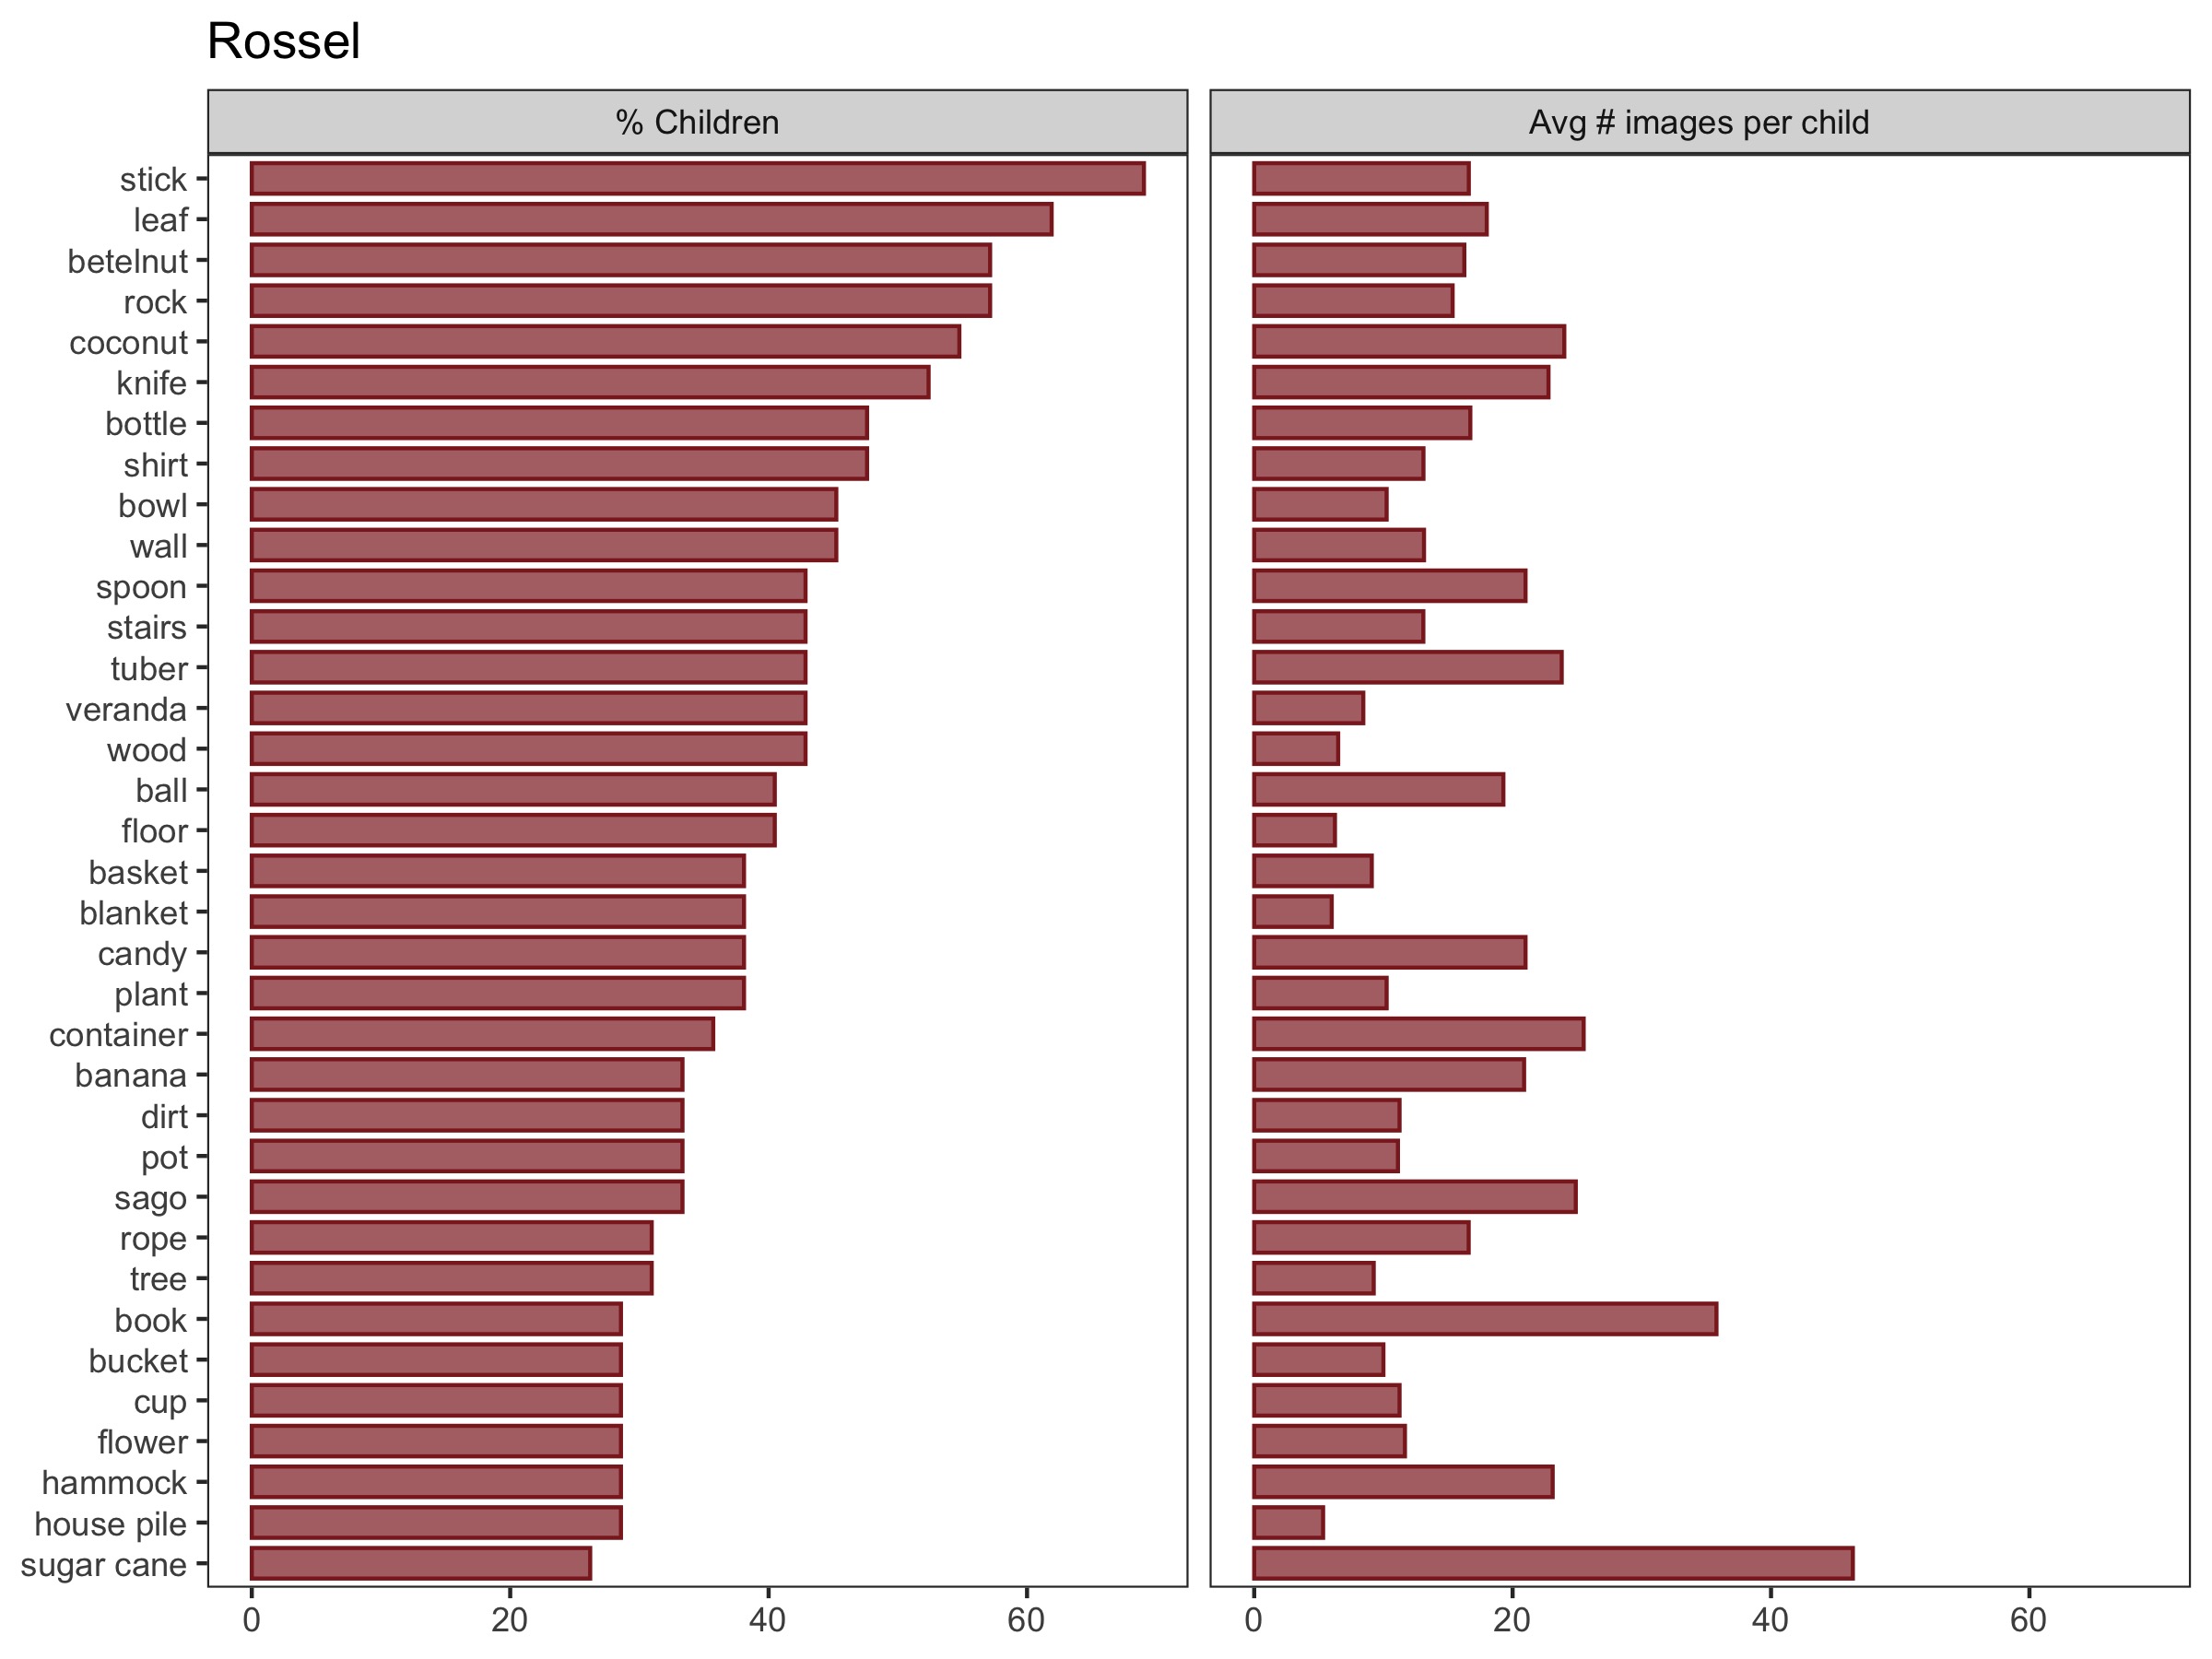 Rossel
% Children
Avg # images per child
stick
leaf
betelnut
rock
coconut
knife
bottle
shirt
bowl
wall
spoon
stairs
tuber
veranda
wood
ball
floor
basket
blanket
candy
plant
container
banana
dirt
pot
sago
rope
tree
book
bucket
cup
flower
hammock
house pile
sugar cane
0 20 40 60
0 20 40 60